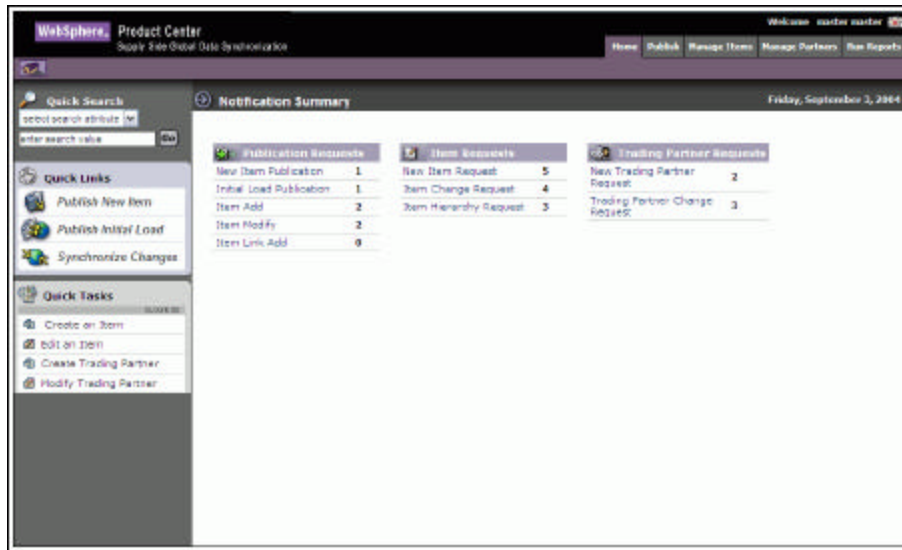 WebSphere. Product Center
Supply Side Global Data Synchronization
Welcome master master
Home Publish Manage Items Manage Partners Run Reports
Quick Search
select search attribute
enter search value Go
Quick Links
Publish New Item
Publish Initial Load
Synchronize Changes
Quick Tasks
Create an Item
Edit an Item
Create Trading Partner
Modify Trading Partner
Notification Summary
Friday, September 3, 2004
Publication Requests
New Item Publication 1
Initial Load Publication 1
Item Add 2
Item Modify 2
Item Link Add 0
Item Requests
New Item Request 5
Item Change Request 4
Item Hierarchy Request 3
Trading Partner Requests
New Trading Partner
Request 2
Trading Partner Change
Request 3